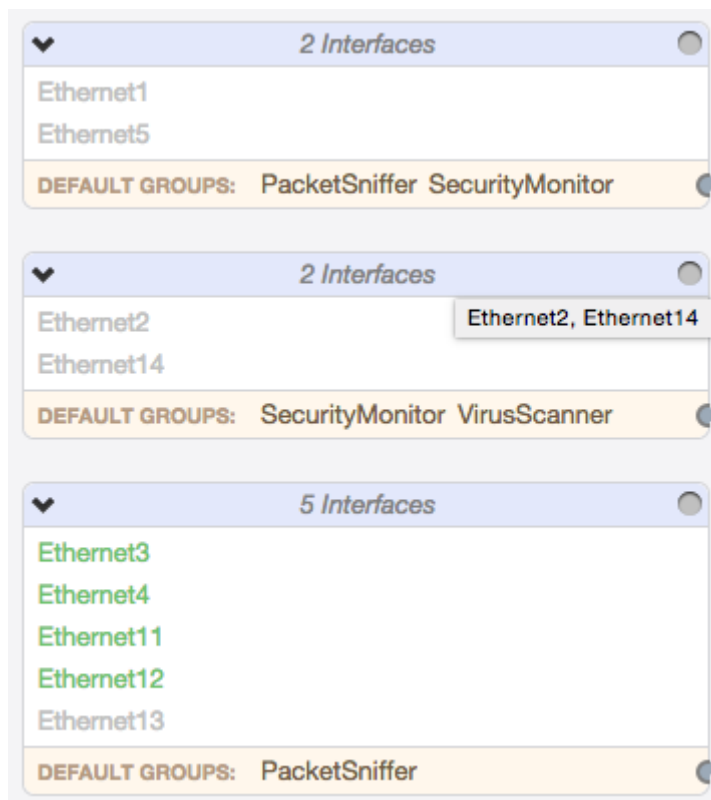 2 Interfaces
Ethernet1
Ethernet5
DEFAULT GROUPS: PacketSniffer SecurityMonitor
2 Interfaces
Ethernet2, Ethernet14
Ethernet2
Ethernet14
DEFAULT GROUPS: SecurityMonitor VirusScanner
5 Interfaces
Ethernet3
Ethernet4
Ethernet11
Ethernet12
Ethernet13
DEFAULT GROUPS: PacketSniffer